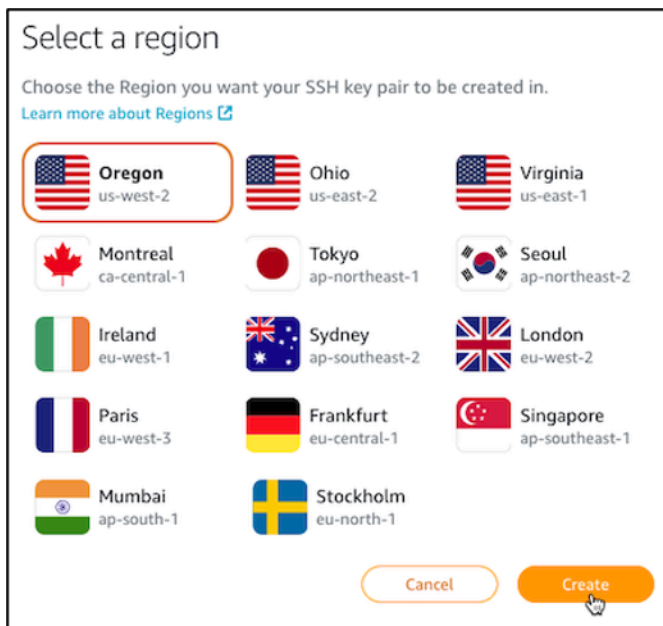 Select a region
Choose the Region you want your SSH key pair to be created in.
Learn more about Regions
Oregon
us-west-2
Ohio
us-east-2
Virginia
us-east-1
Montreal
ca-central-1
Tokyo
ap-northeast-1
Seoul
ap-northeast-2
Ireland
eu-west-1
Sydney
ap-southeast-2
London
eu-west-2
Paris
eu-west-3
Frankfurt
eu-central-1
Singapore
ap-southeast-1
Mumbai
ap-south-1
Stockholm
eu-north-1
Cancel
Create